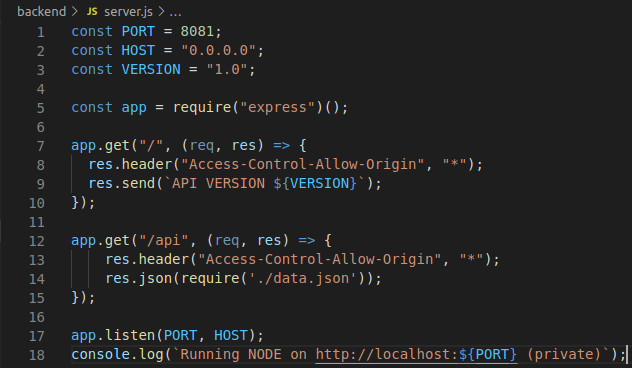 backend > JS server.js > ...
1 const PORT = 8081;
2 const HOST = "0.0.0.0";
3 const VERSION = "1.0";
4
5 const app = require("express")();
6
7 app.get("/", (req, res) => {
8   res.header("Access-Control-Allow-Origin", "*");
9   res.send(`API VERSION ${VERSION}`);
10 });
11
12 app.get("/api", (req, res) => {
13     res.header("Access-Control-Allow-Origin", "*");
14     res.json(require('./data.json'));
15 });
16
17 app.listen(PORT, HOST);
18 console.log(`Running NODE on http://localhost:${PORT} (private)`);